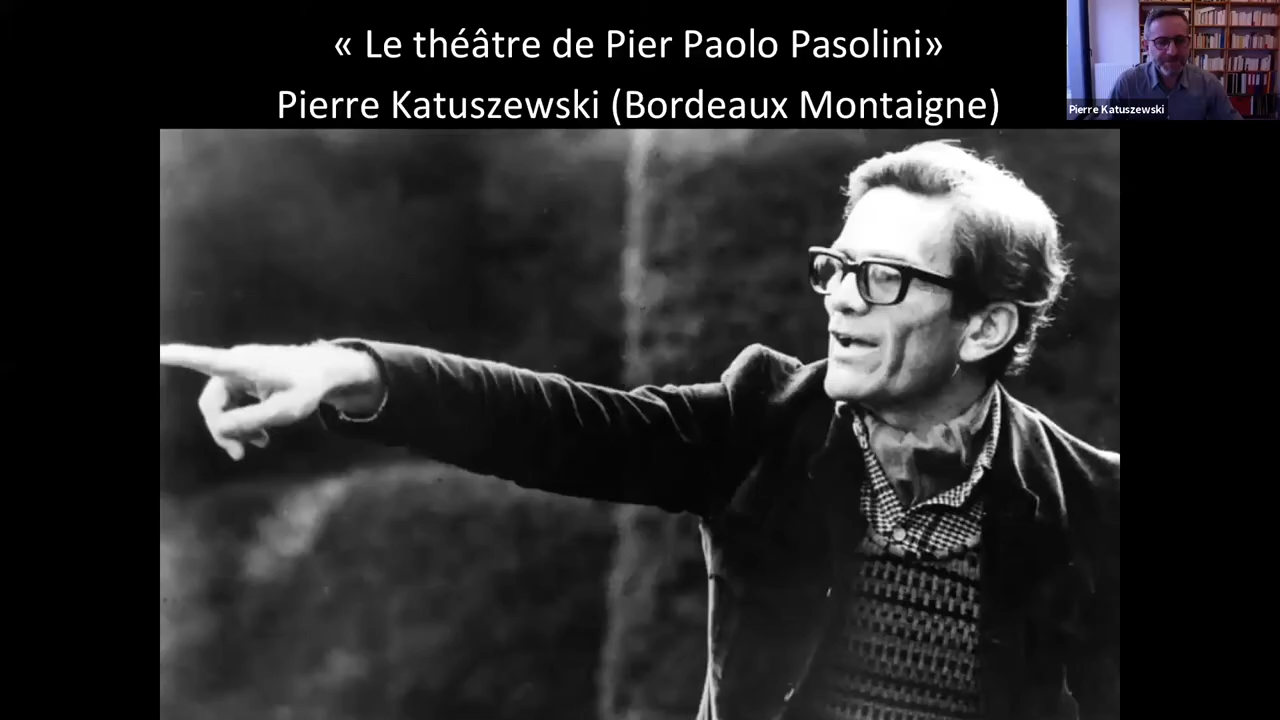 « Le théâtre de Pier Paolo Pasolini»
Pierre Katuszewski (Bordeaux Montaigne)
Pierre Katuszewski